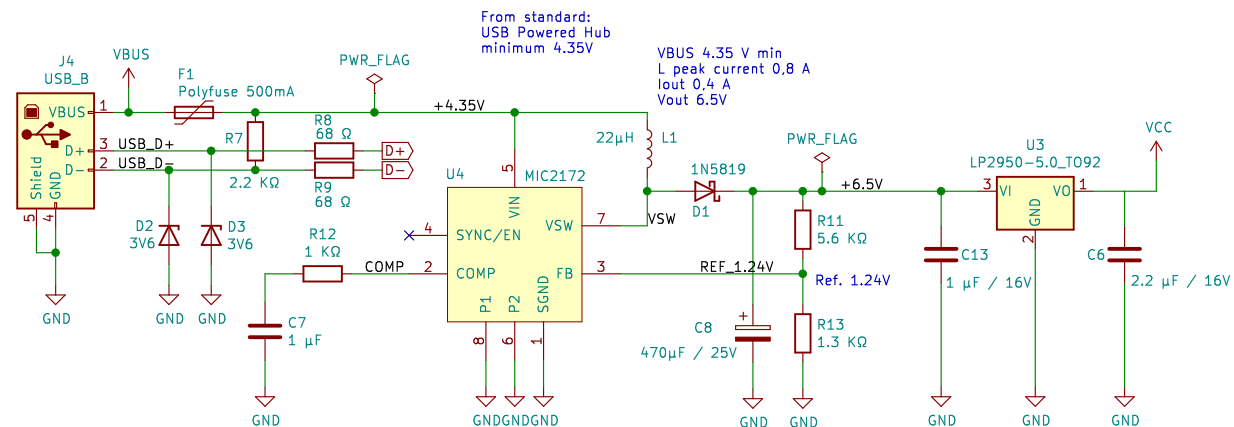 From standard:
USB Powered Hub
minimum 4.35V
VBUS 4.35 V min
L peak current 0,8 A
Iout 0,4 A
Vout 6.5V
J4
USB_B
VBUS
D+
D-
Shield
GND
1
3
2
5
4
GND
VBUS
F1
Polyfuse 500mA
PWR_FLAG
+4.35V
USB_D+
USB_D-
R7
2.2 KΩ
R8
68 Ω
R9
68 Ω
D+
D-
D2
3V6
D3
3V6
GND
GND
R12
1 KΩ
COMP
C7
1 µF
GND
U4
MIC2172
VIN
SYNC/EN
COMP
VSW
FB
P1
P2
SGND
5
4
2
7
3
8
6
1
GND
GND
GND
22µH
L1
VSW
1N5819
D1
PWR_FLAG
+6.5V
REF_1.24V
Ref. 1.24V
R11
5.6 KΩ
R13
1.3 KΩ
GND
C8
470µF / 25V
+
GND
C13
1 µF / 16V
GND
U3
LP2950-5.0_TO92
VI
VO
GND
3
1
2
GND
VCC
C6
2.2 µF / 16V
GND